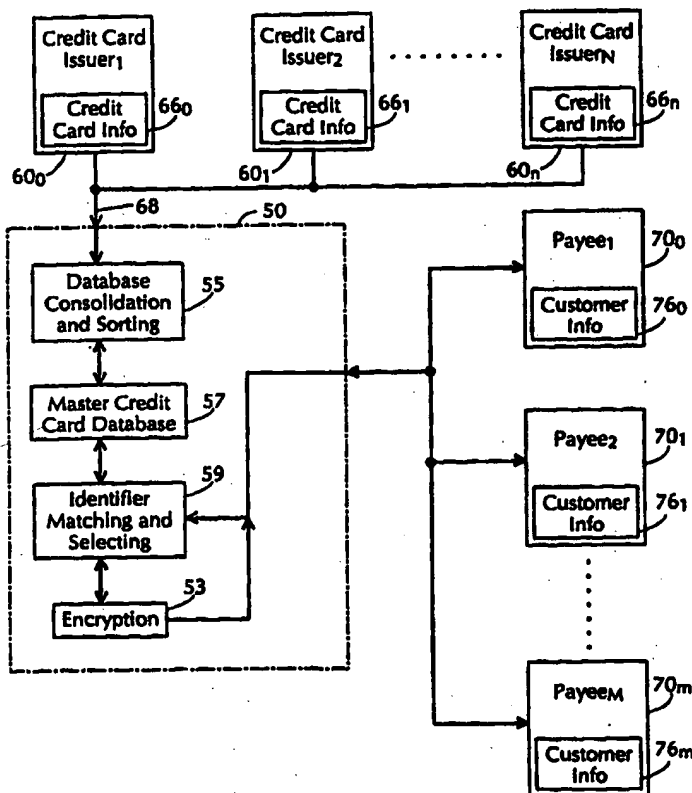 Credit Card
Issuer₁
Credit
Card Info
66₀
60₀
Credit Card
Issuer₂
Credit
Card Info
66₁
60₁
Credit Card
Issuer_N
Credit
Card Info
66ₙ
60ₙ
68
50
Database
Consolidation
and Sorting
55
Master Credit
Card Database
57
Identifier
Matching and
Selecting
59
Encryption
53
Payee₁
70₀
Customer
Info
76₀
Payee₂
70₁
Customer
Info
76₁
Payee_M
70ₘ
Customer
Info
76ₘ